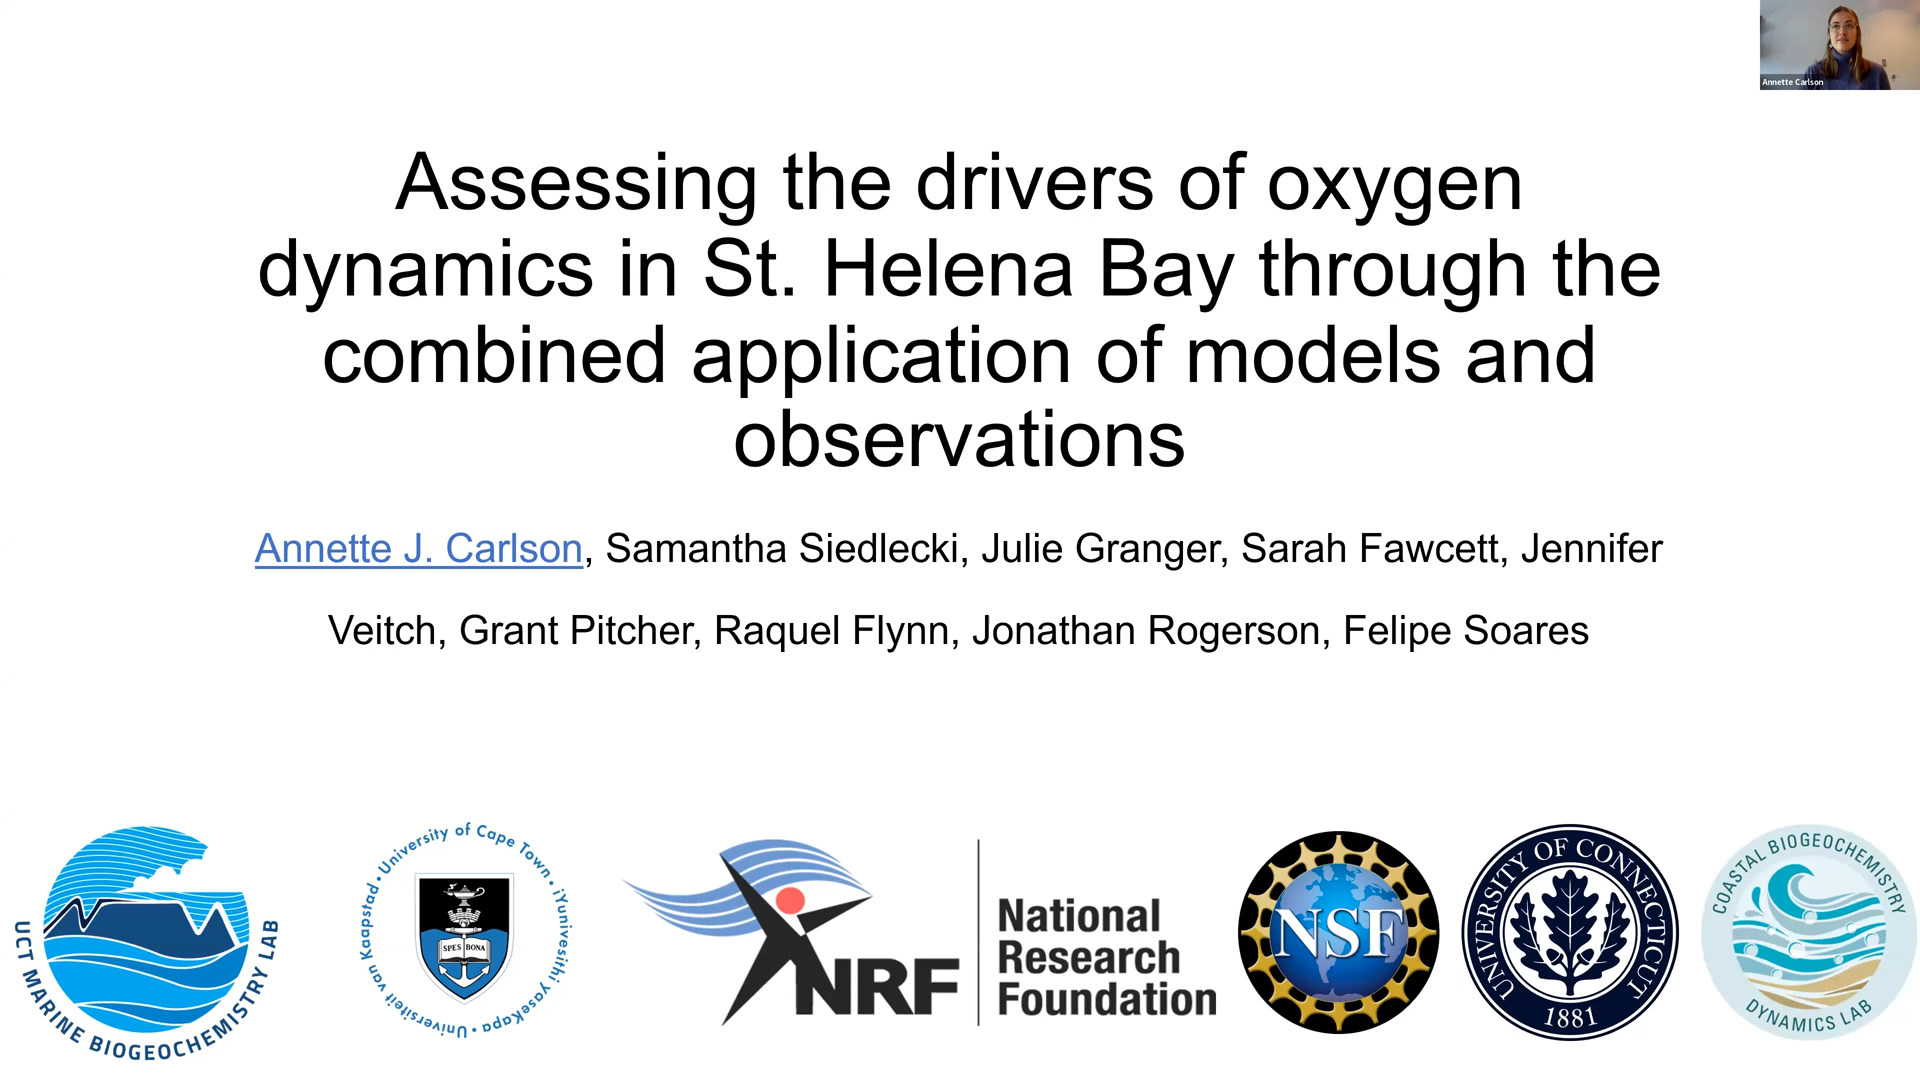 Annette Carlson
Assessing the drivers of oxygen
dynamics in St. Helena Bay through the
combined application of models and
observations
Annette J. Carlson, Samantha Siedlecki, Julie Granger, Sarah Fawcett, Jennifer
Veitch, Grant Pitcher, Raquel Flynn, Jonathan Rogerson, Felipe Soares
UCT MARINE BIOGEOCHEMISTRY LAB
University of Cape Town • iYunivesithi yaseKapa • Universiteit van Kaapstad •
SPES BONA
NRF
National
Research
Foundation
NSF
UNIVERSITY OF CONNECTICUT
1881
COASTAL BIOGEOCHEMISTRY
DYNAMICS LAB